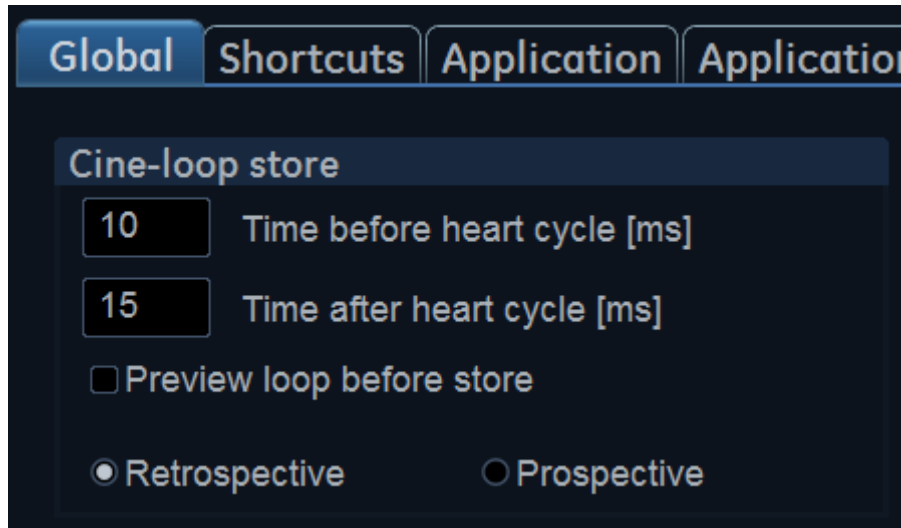 Global Shortcuts Application Application
Cine-loop store
10 Time before heart cycle [ms]
15 Time after heart cycle [ms]
Preview loop before store
Retrospective Prospective